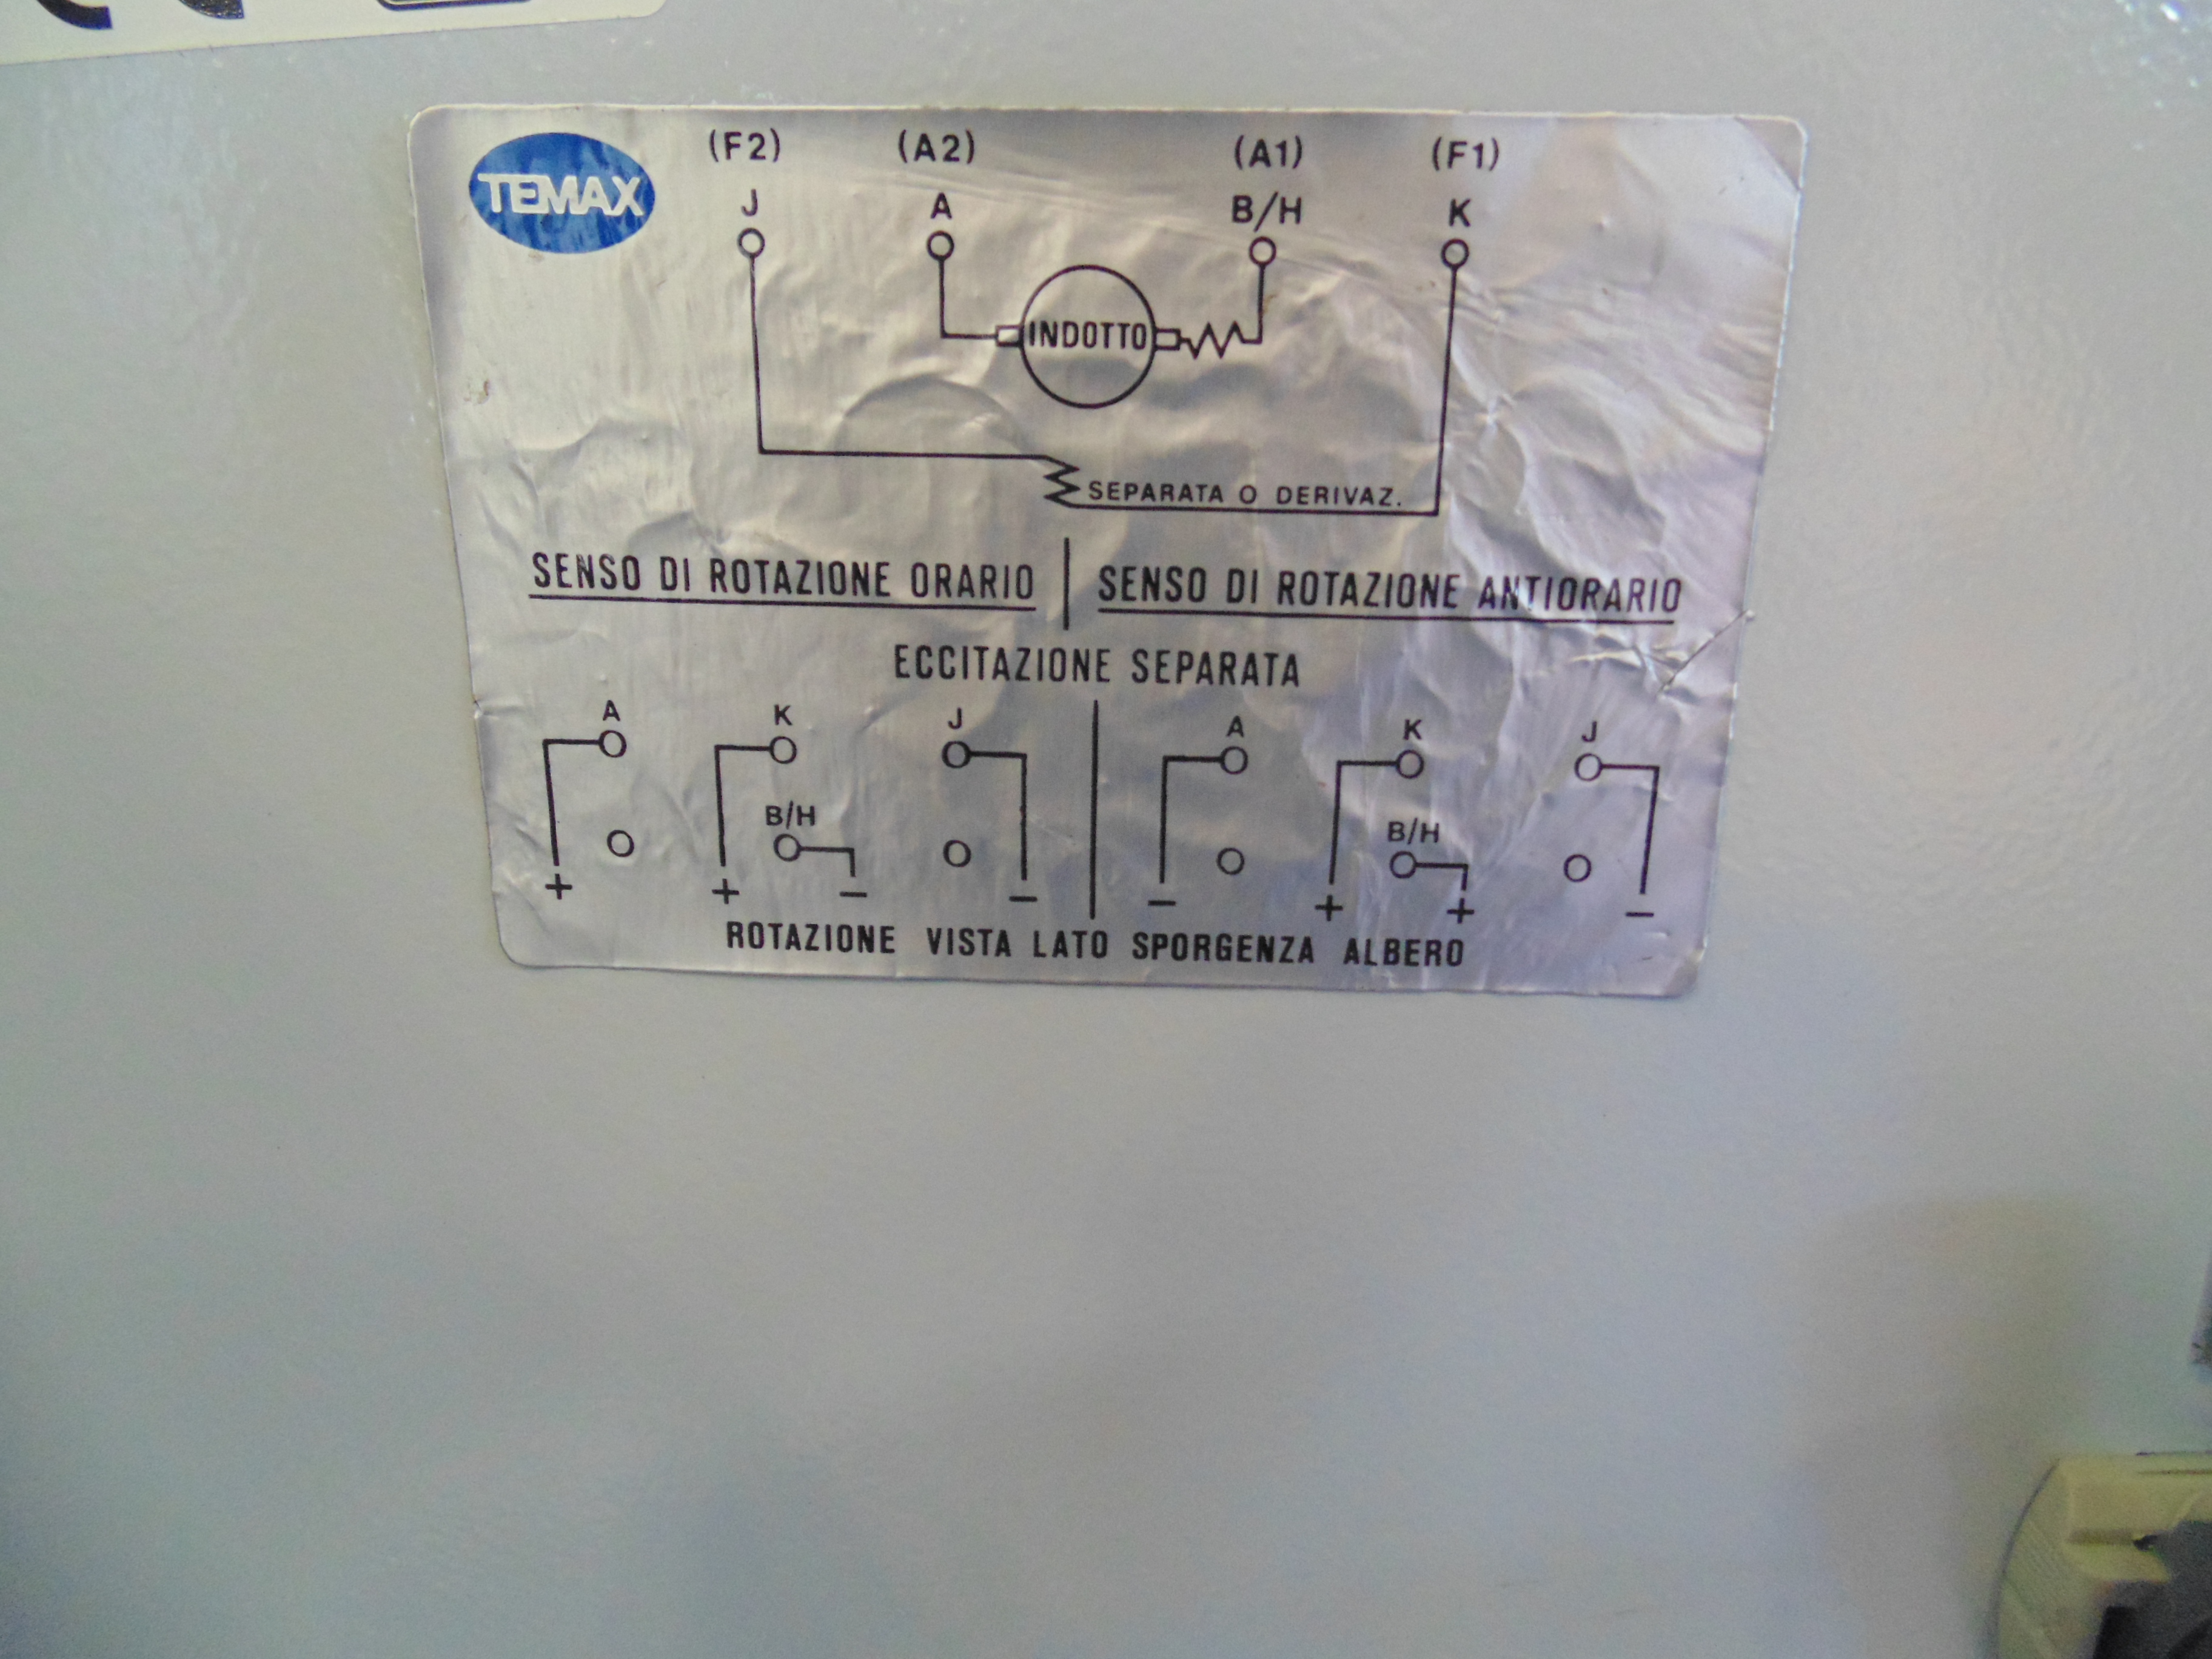 TEMAX
(F2) (A2) (A1) (F1)
J A B/H K
INDOTTO
SEPARATA O DERIVAZ.
SENSO DI ROTAZIONE ORARIO SENSO DI ROTAZIONE ANTIORARIO
ECCITAZIONE SEPARATA
A K J A K J
B/H B/H
+ + − − − + + −
ROTAZIONE VISTA LATO SPORGENZA ALBERO